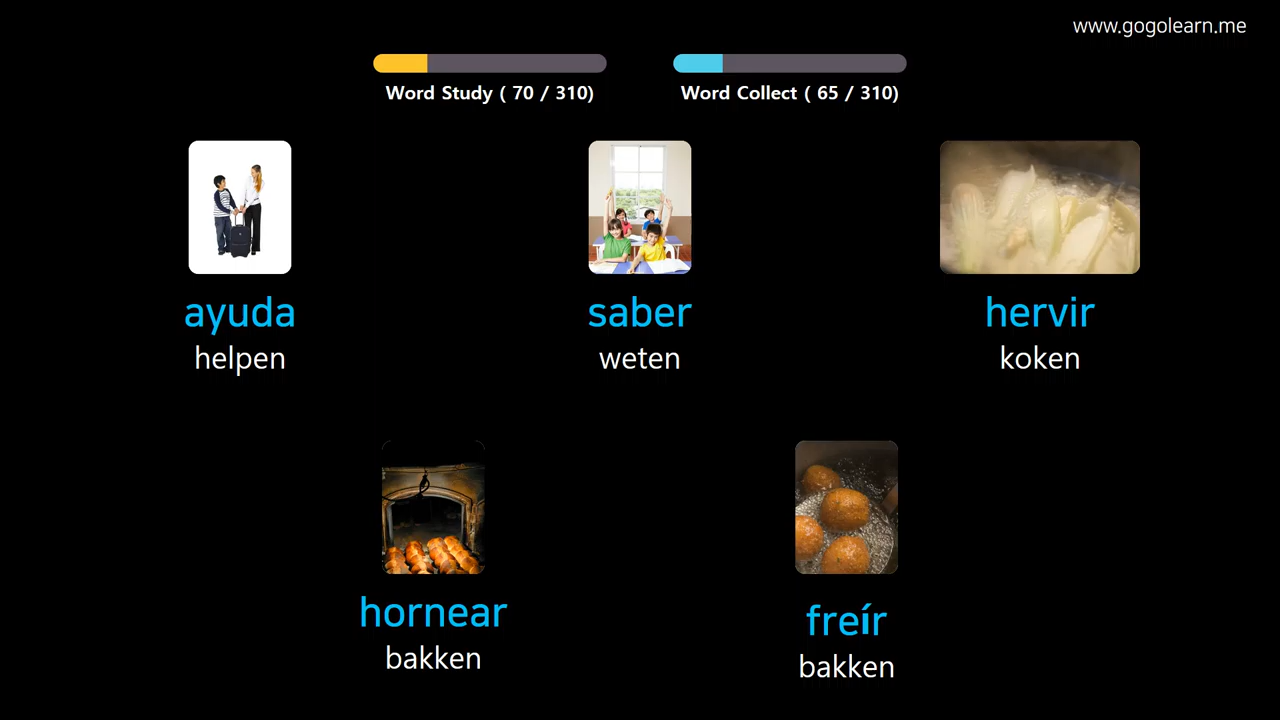 www.gogolearn.me
Word Study ( 70 / 310)
Word Collect ( 65 / 310)
ayuda
helpen
saber
weten
hervir
koken
hornear
bakken
freír
bakken